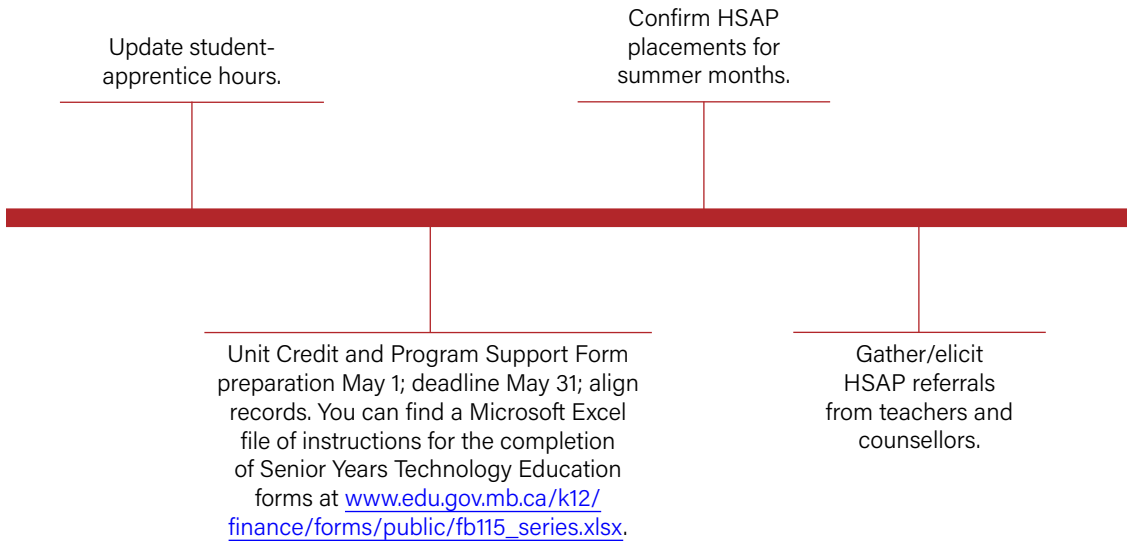 Update student-
apprentice hours.
Confirm HSAP
placements for
summer months.
Unit Credit and Program Support Form
preparation May 1; deadline May 31; align
records. You can find a Microsoft Excel
file of instructions for the completion
of Senior Years Technology Education
forms at www.edu.gov.mb.ca/k12/
finance/forms/public/fb115_series.xlsx.
Gather/elicit
HSAP referrals
from teachers and
counsellors.